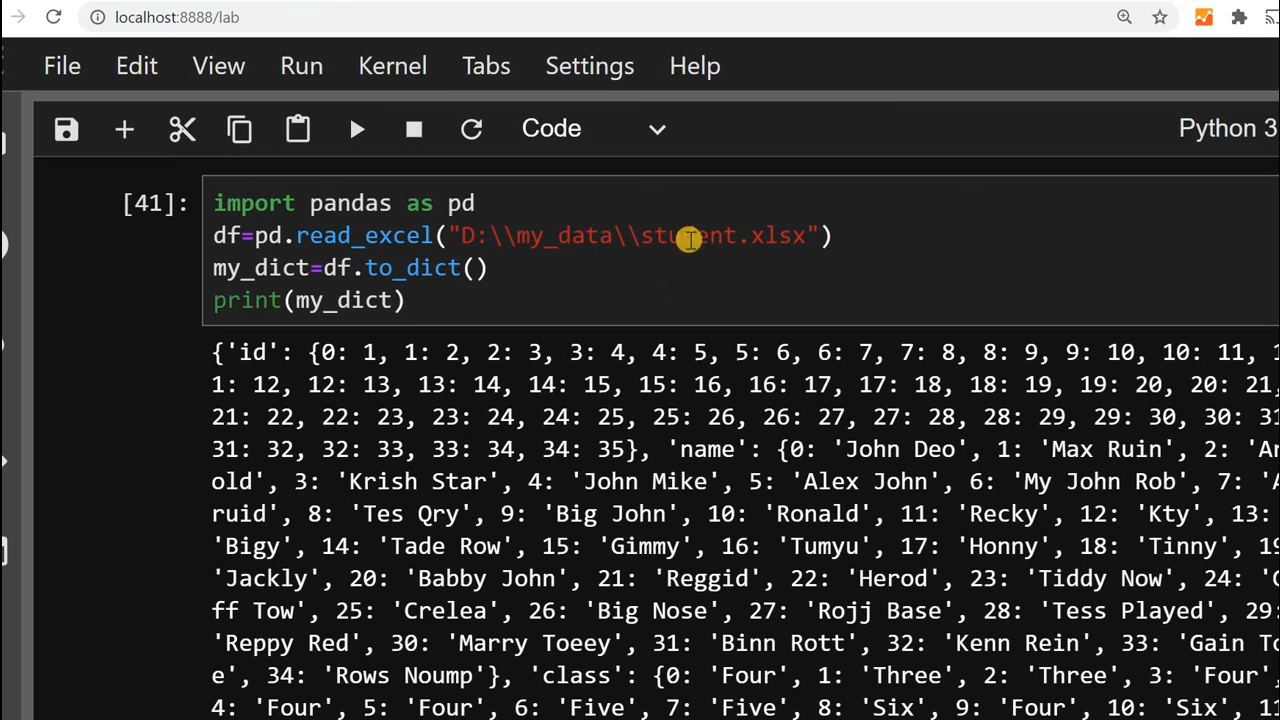 localhost:8888/lab
File Edit View Run Kernel Tabs Settings Help
Code Python 3
[41]: import pandas as pd
df=pd.read_excel("D:\\my_data\\student.xlsx")
my_dict=df.to_dict()
print(my_dict)
{'id': {0: 1, 1: 2, 2: 3, 3: 4, 4: 5, 5: 6, 6: 7, 7: 8, 8: 9, 9: 10, 10: 11, 1
1: 12, 12: 13, 13: 14, 14: 15, 15: 16, 16: 17, 17: 18, 18: 19, 19: 20, 20: 21,
21: 22, 22: 23, 23: 24, 24: 25, 25: 26, 26: 27, 27: 28, 28: 29, 29: 30, 30: 31
31: 32, 32: 33, 33: 34, 34: 35}, 'name': {0: 'John Deo', 1: 'Max Ruin', 2: 'Ar
old', 3: 'Krish Star', 4: 'John Mike', 5: 'Alex John', 6: 'My John Rob', 7: 'A
ruid', 8: 'Tes Qry', 9: 'Big John', 10: 'Ronald', 11: 'Recky', 12: 'Kty', 13:
'Bigy', 14: 'Tade Row', 15: 'Gimmy', 16: 'Tumyu', 17: 'Honny', 18: 'Tinny', 19
'Jackly', 20: 'Babby John', 21: 'Reggid', 22: 'Herod', 23: 'Tiddy Now', 24: 'G
ff Tow', 25: 'Crelea', 26: 'Big Nose', 27: 'Rojj Base', 28: 'Tess Played', 29:
'Reppy Red', 30: 'Marry Toeey', 31: 'Binn Rott', 32: 'Kenn Rein', 33: 'Gain To
e', 34: 'Rows Noump'}, 'class': {0: 'Four', 1: 'Three', 2: 'Three', 3: 'Four',
4: 'Four', 5: 'Four', 6: 'Five', 7: 'Five', 8: 'Six', 9: 'Four', 10: 'Six', 11